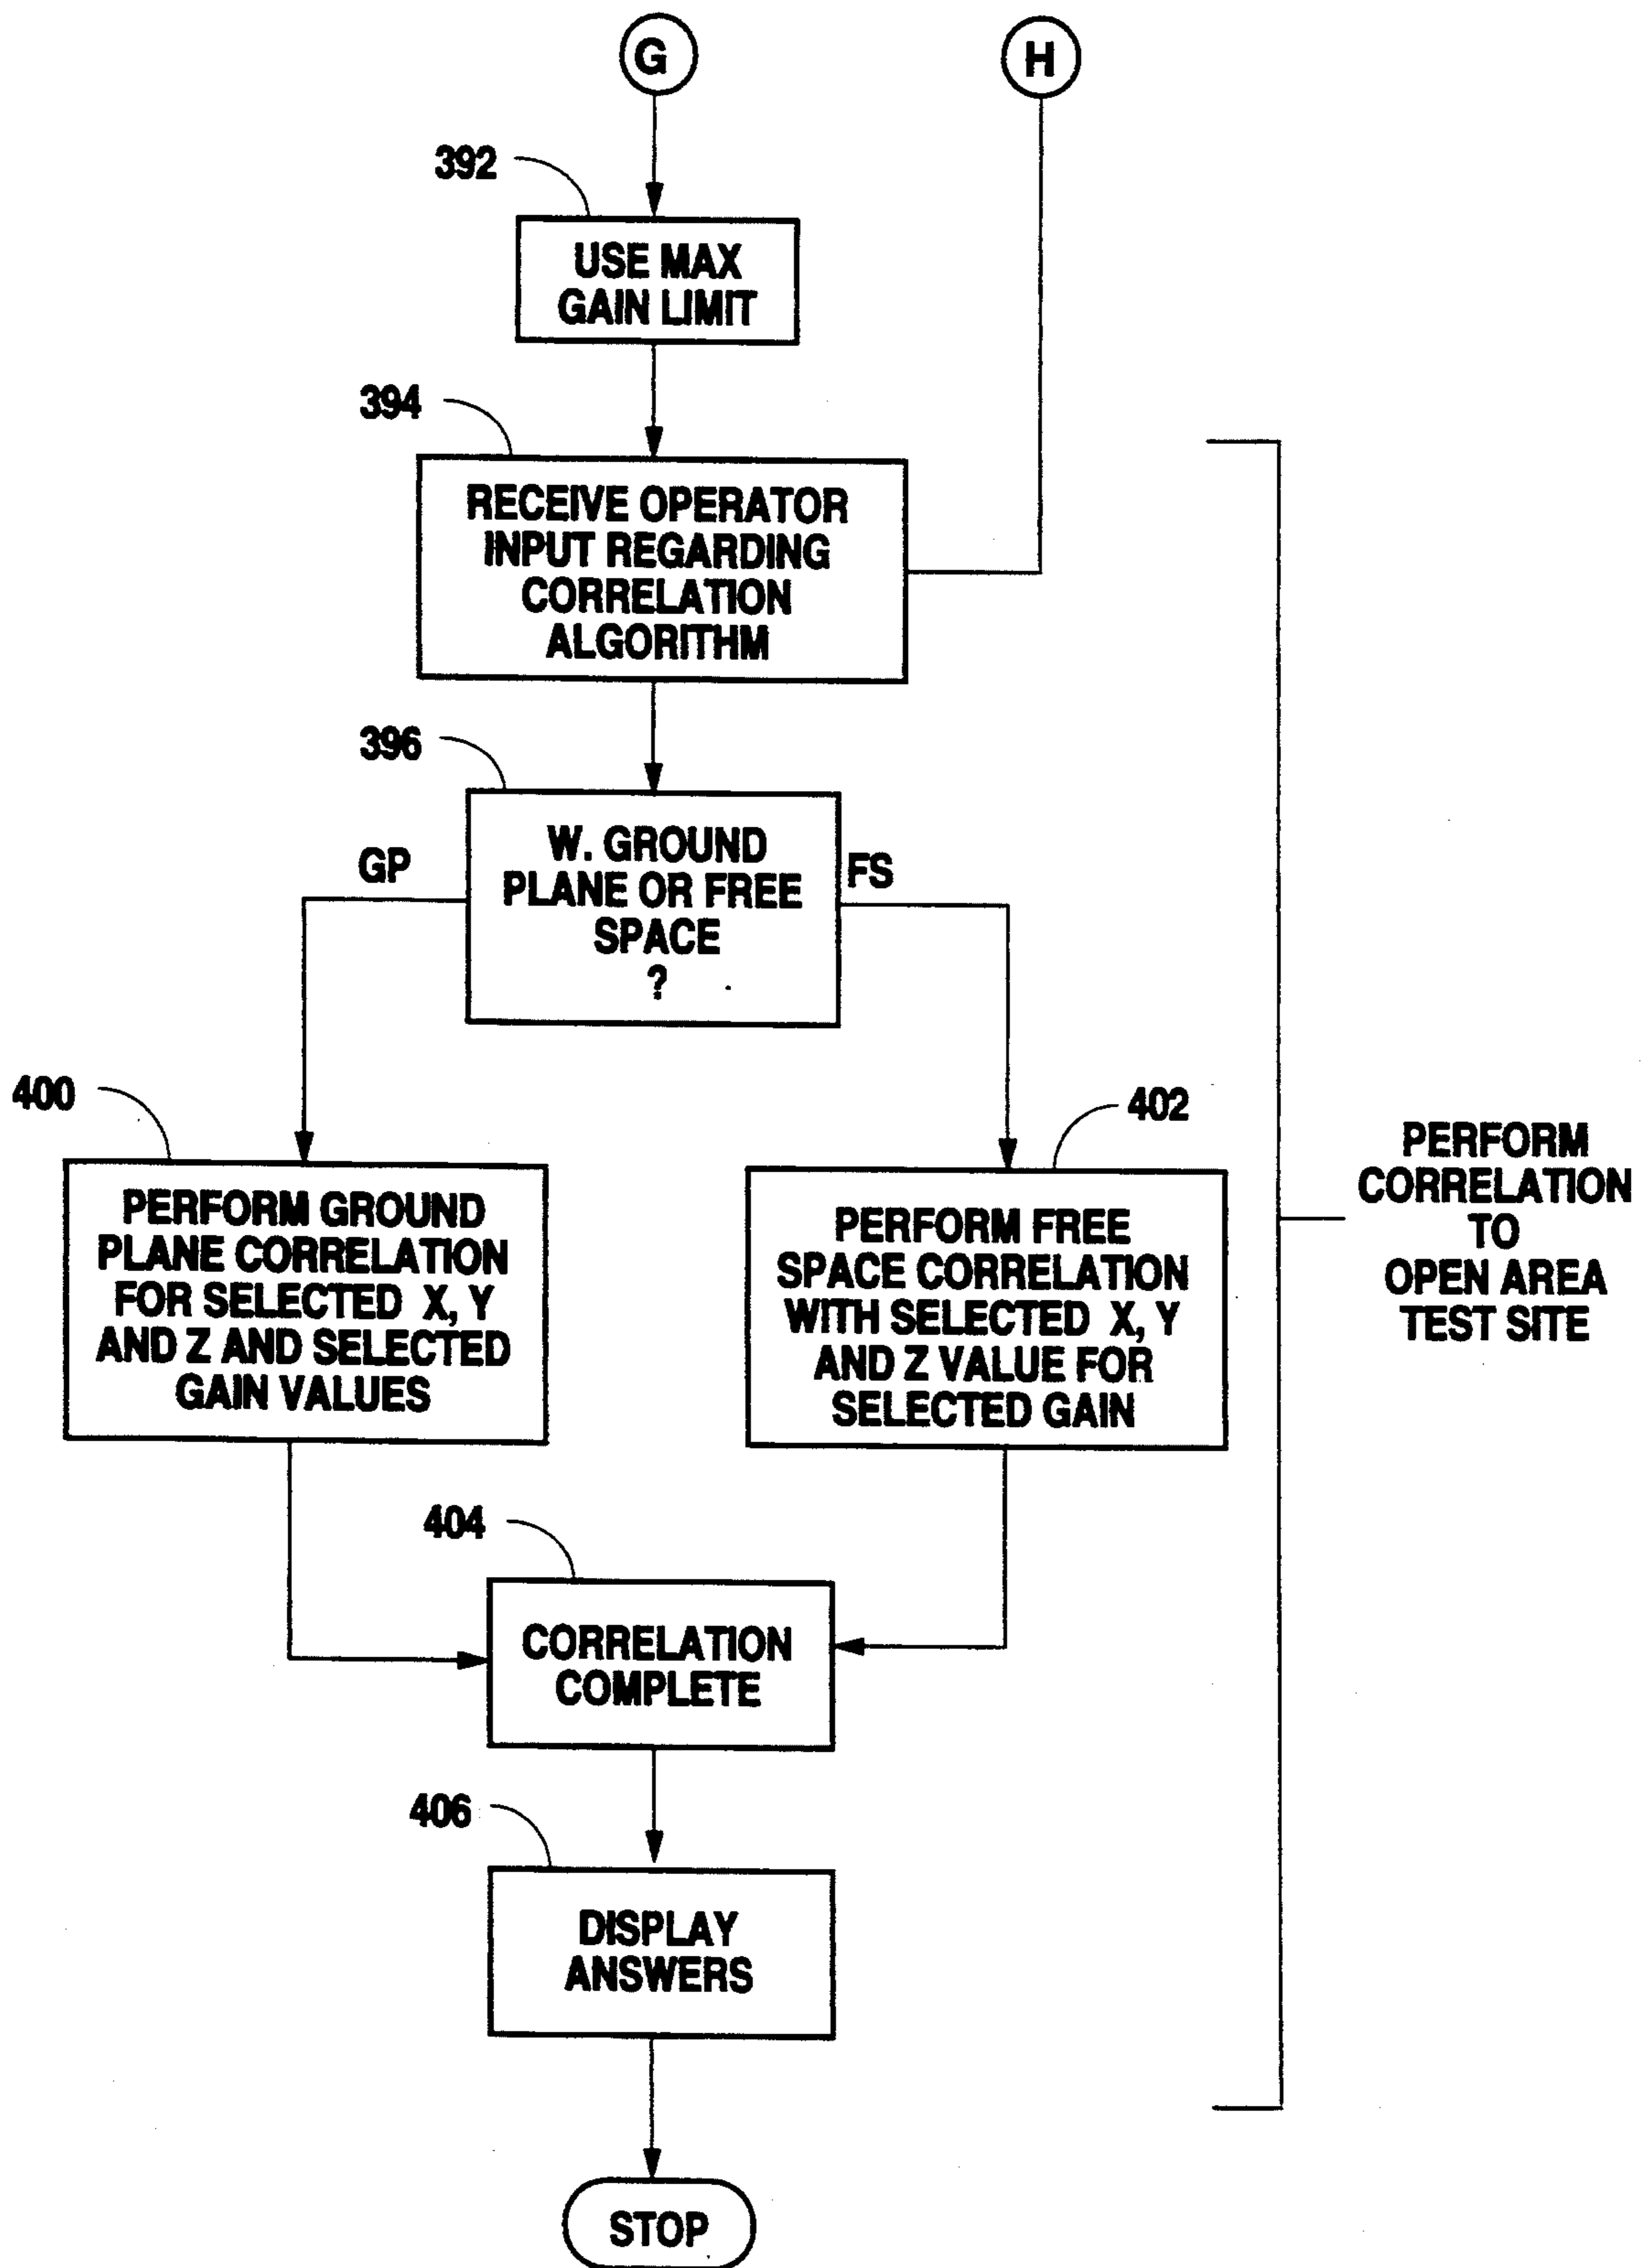 G
H
392
USE MAX
GAIN LIMIT
394
RECEIVE OPERATOR
INPUT REGARDING
CORRELATION
ALGORITHM
396
W. GROUND
PLANE OR FREE
SPACE
?
GP
FS
400
PERFORM GROUND
PLANE CORRELATION
FOR SELECTED X, Y
AND Z AND SELECTED
GAIN VALUES
402
PERFORM FREE
SPACE CORRELATION
WITH SELECTED X, Y
AND Z VALUE FOR
SELECTED GAIN
PERFORM
CORRELATION
TO
OPEN AREA
TEST SITE
404
CORRELATION
COMPLETE
406
DISPLAY
ANSWERS
STOP